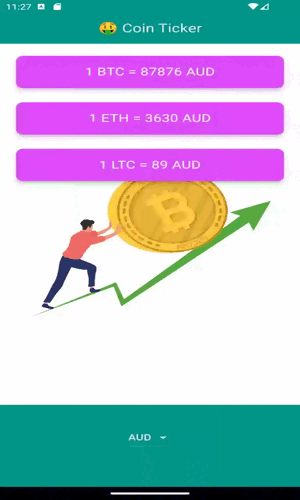 11:27
🤑 Coin Ticker
1 BTC = 87876 AUD
1 ETH = 3630 AUD
1 LTC = 89 AUD
AUD